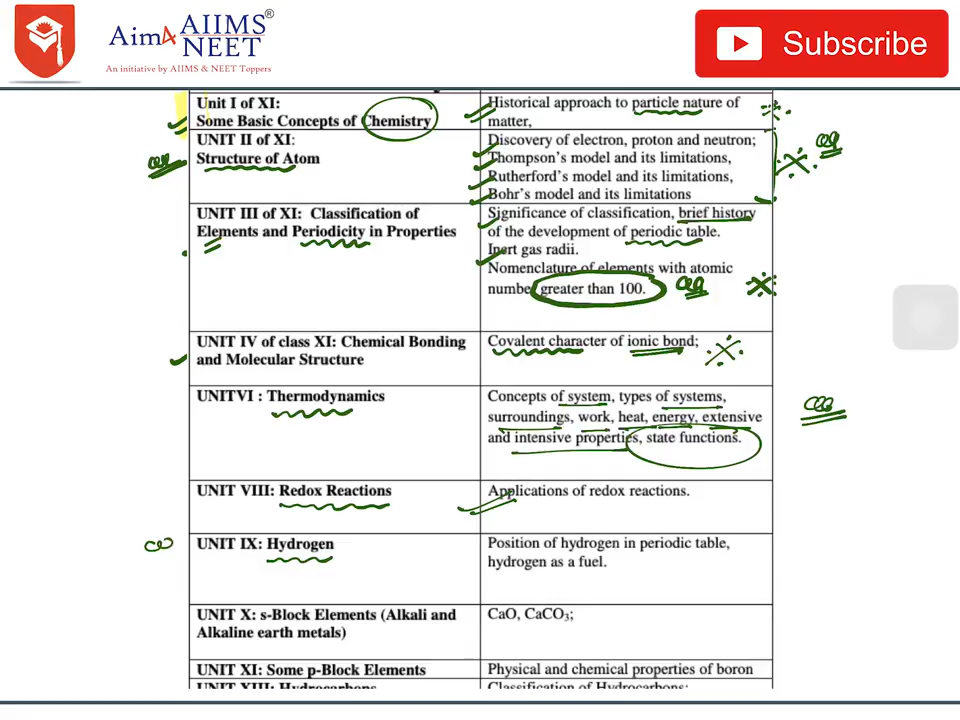 Aim4 AIIMS NEET®
An initiative by AIIMS & NEET Toppers
Subscribe
Unit I of XI:
Some Basic Concepts of Chemistry
Historical approach to particle nature of
matter,
UNIT II of XI:
Structure of Atom
Discovery of electron, proton and neutron;
Thompson's model and its limitations,
Rutherford's model and its limitations,
Bohr's model and its limitations
UNIT III of XI: Classification of
Elements and Periodicity in Properties
Significance of classification, brief history
of the development of periodic table.
Inert gas radii.
Nomenclature of elements with atomic
number greater than 100.
UNIT IV of class XI: Chemical Bonding
and Molecular Structure
Covalent character of ionic bond;
UNITVI : Thermodynamics
Concepts of system, types of systems,
surroundings, work, heat, energy, extensive
and intensive properties, state functions.
UNIT VIII: Redox Reactions
Applications of redox reactions.
UNIT IX: Hydrogen
Position of hydrogen in periodic table,
hydrogen as a fuel.
UNIT X: s-Block Elements (Alkali and
Alkaline earth metals)
CaO, CaCO₃;
UNIT XI: Some p-Block Elements
Physical and chemical properties of boron
UNIT XIII: Hydrocarbons
Classification of Hydrocarbons;